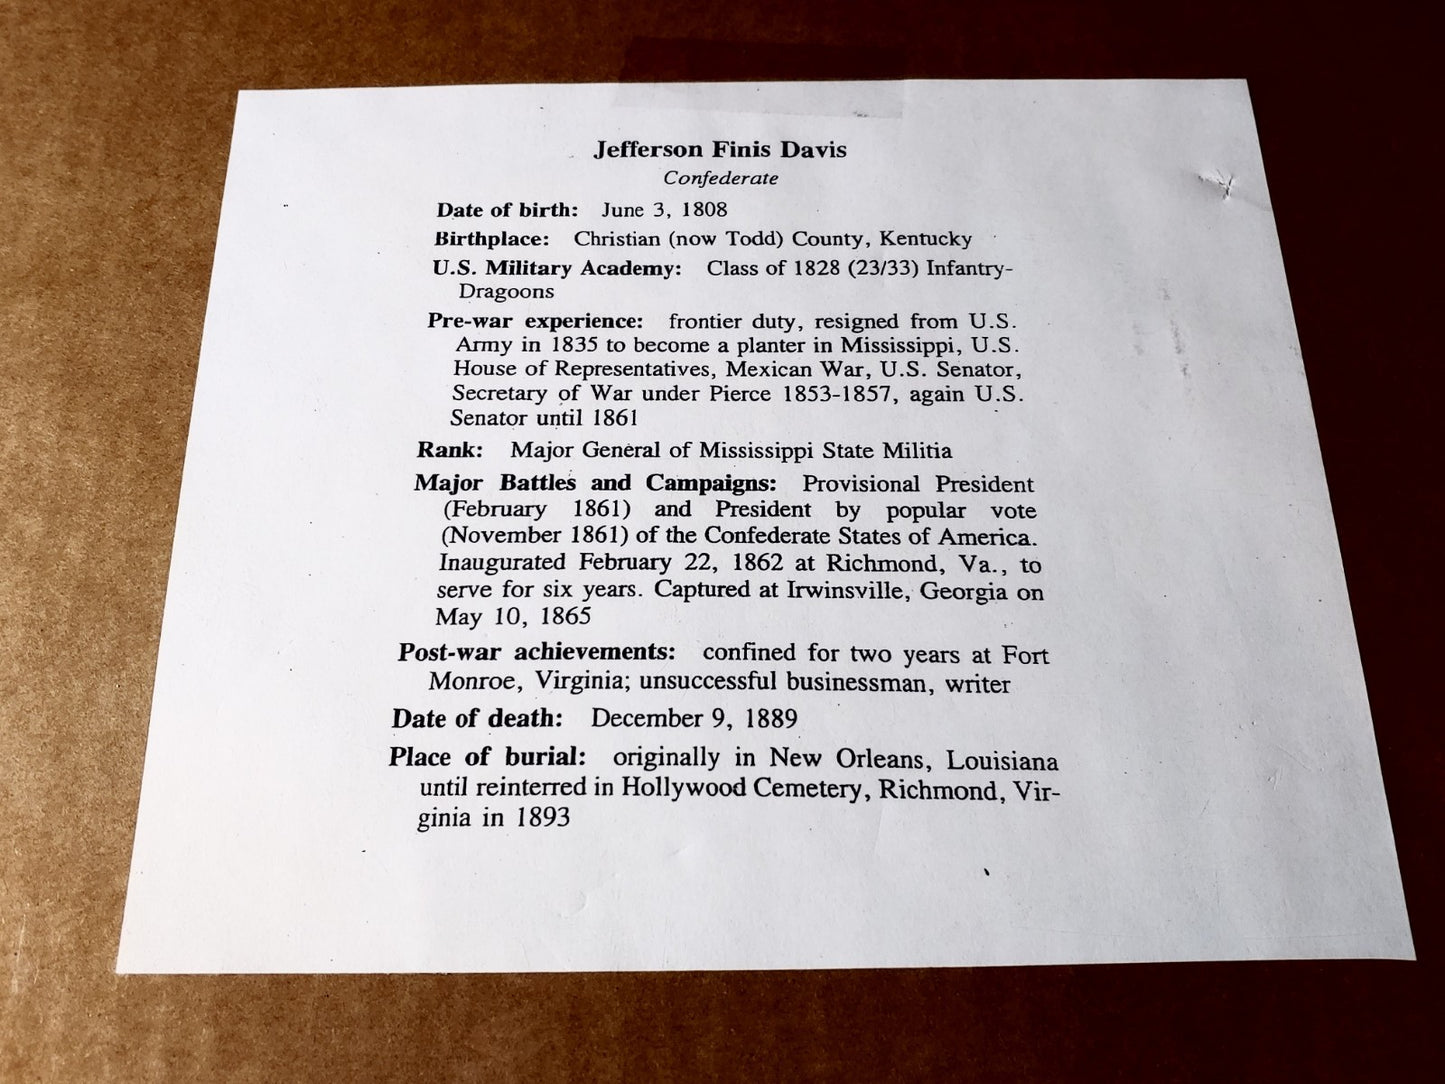 Jefferson Finis Davis
Confederate
Date of birth: June 3, 1808
Birthplace: Christian (now Todd) County, Kentucky
U.S. Military Academy: Class of 1828 (23/33) Infantry-
Dragoons
Pre-war experience: frontier duty, resigned from U.S.
Army in 1835 to become a planter in Mississippi, U.S.
House of Representatives, Mexican War, U.S. Senator,
Secretary of War under Pierce 1853-1857, again U.S.
Senator until 1861
Rank: Major General of Mississippi State Militia
Major Battles and Campaigns: Provisional President
(February 1861) and President by popular vote
(November 1861) of the Confederate States of America.
Inaugurated February 22, 1862 at Richmond, Va., to
serve for six years. Captured at Irwinsville, Georgia on
May 10, 1865
Post-war achievements: confined for two years at Fort
Monroe, Virginia; unsuccessful businessman, writer
Date of death: December 9, 1889
Place of burial: originally in New Orleans, Louisiana
until reinterred in Hollywood Cemetery, Richmond, Vir-
ginia in 1893